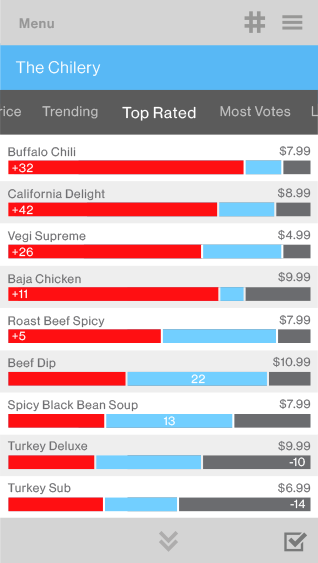 Menu
The Chilery
rice Trending Top Rated Most Votes L
Buffalo Chili $7.99
+32
California Delight $8.99
+42
Vegi Supreme $4.99
+26
Baja Chicken $9.99
+11
Roast Beef Spicy $7.99
+5
Beef Dip $10.99
22
Spicy Black Bean Soup $7.99
13
Turkey Deluxe $9.99
-10
Turkey Sub $6.99
-14